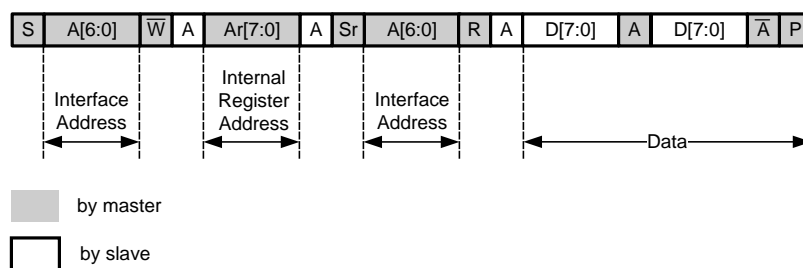 S A[6:0] W̅ A Ar[7:0] A Sr A[6:0] R A D[7:0] A D[7:0] A̅ P
Interface Address
Internal Register Address
Interface Address
Data
by master
by slave